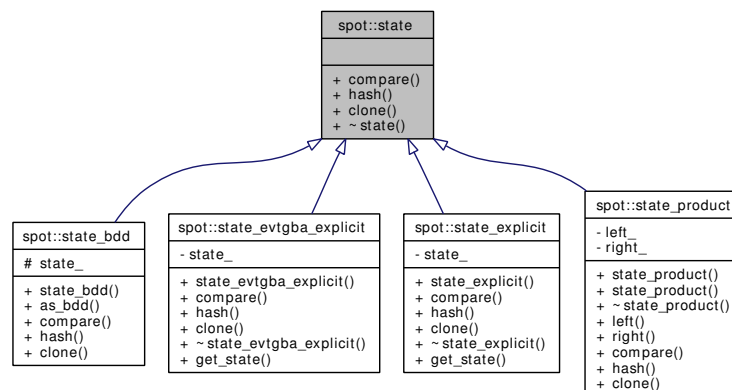 spot::state
+ compare()
+ hash()
+ clone()
+ ~state()
spot::state_bdd
# state_
+ state_bdd()
+ as_bdd()
+ compare()
+ hash()
+ clone()
spot::state_evtgba_explicit
- state_
+ state_evtgba_explicit()
+ compare()
+ hash()
+ clone()
+ ~state_evtgba_explicit()
+ get_state()
spot::state_explicit
- state_
+ state_explicit()
+ compare()
+ hash()
+ clone()
+ ~state_explicit()
+ get_state()
spot::state_product
- left_
- right_
+ state_product()
+ state_product()
+ ~state_product()
+ left()
+ right()
+ compare()
+ hash()
+ clone()